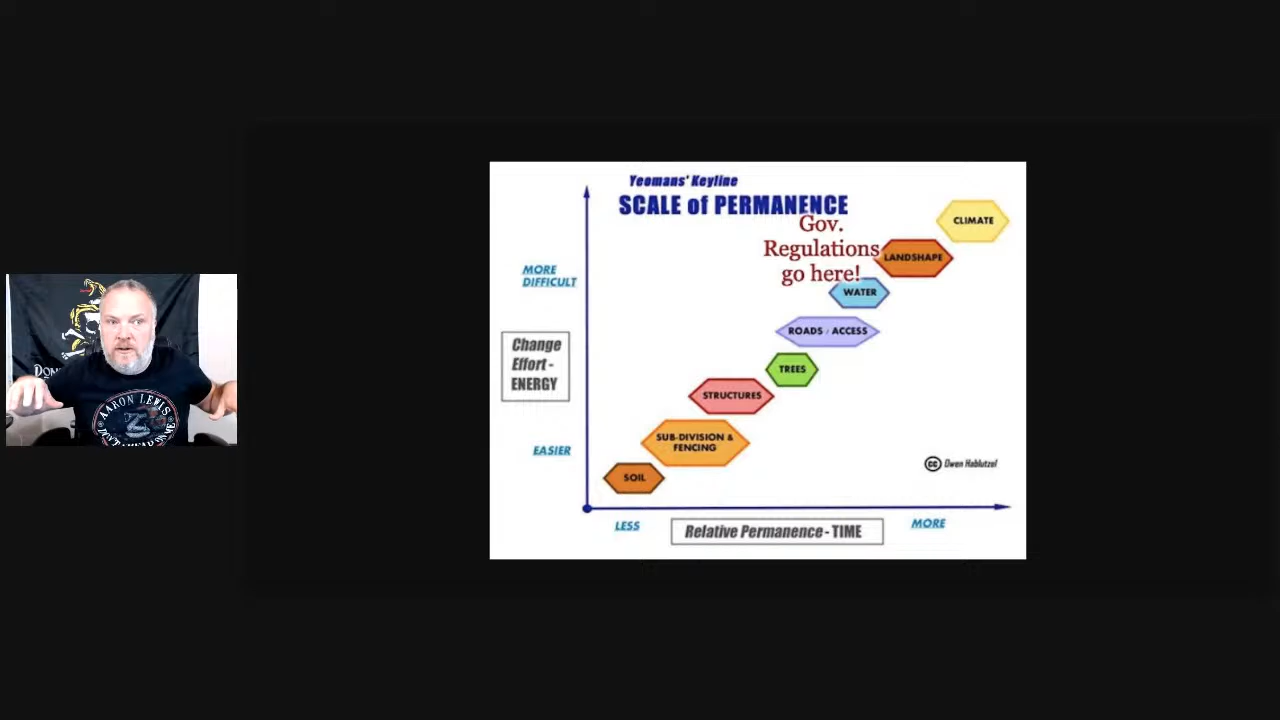 Yeomans' Keyline
SCALE of PERMANENCE
Gov.
Regulations
go here!
CLIMATE
LANDSHAPE
MORE
DIFFICULT
WATER
ROADS / ACCESS
Change
Effort -
ENERGY
TREES
STRUCTURES
SUB-DIVISION &
FENCING
EASIER
cc Owen Hablutzel
SOIL
LESS
Relative Permanence - TIME
MORE
AARON LEWIS